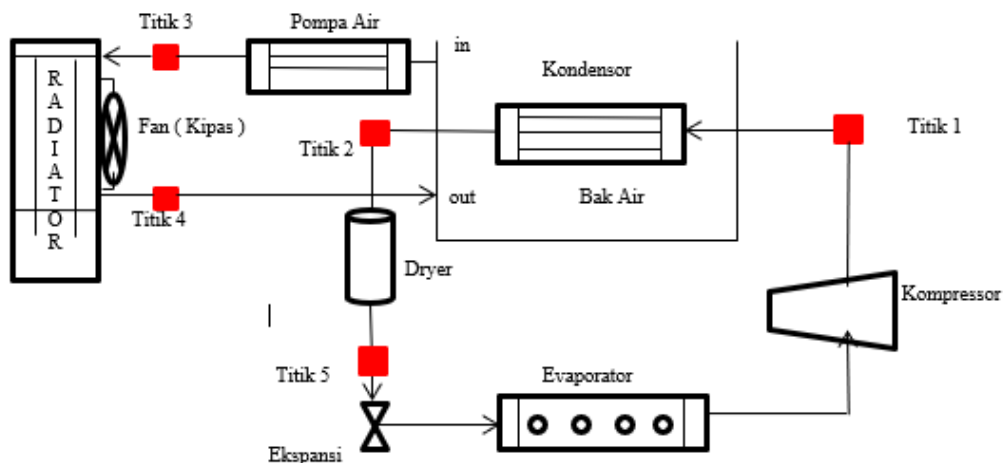 Titik 3
Pompa Air
in
Kondensor
RADIATOR
Fan ( Kipas )
Titik 2
Titik 1
out
Bak Air
Titik 4
Dryer
Kompressor
Titik 5
Evaporator
Ekspansi